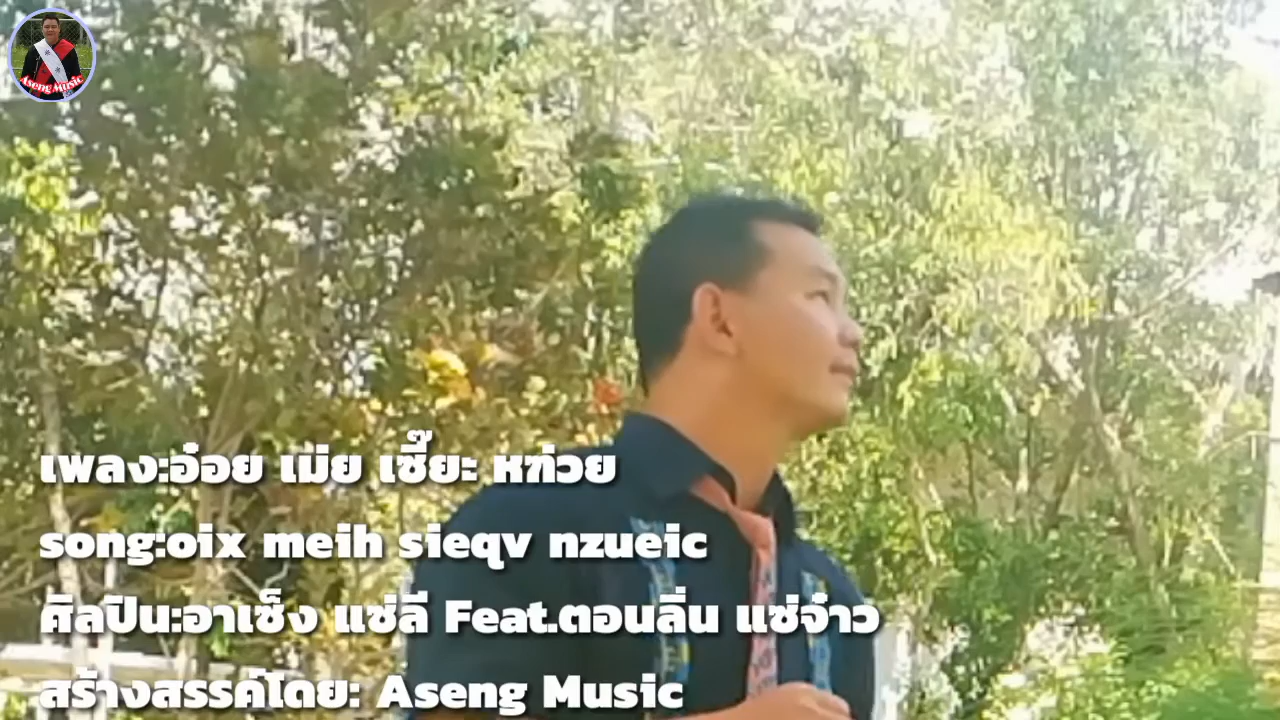 Aseng Music
เพลง:อ๋อย เม่ย เซี๊ยะ หฑ่วย
song:oix meih sieqv nzueic
ศิลปิน:อาเซ็ง แซ่ลี Feat.ตอนลิ่น แซ่จ๋าว
สร้างสรรค์โดย: Aseng Music